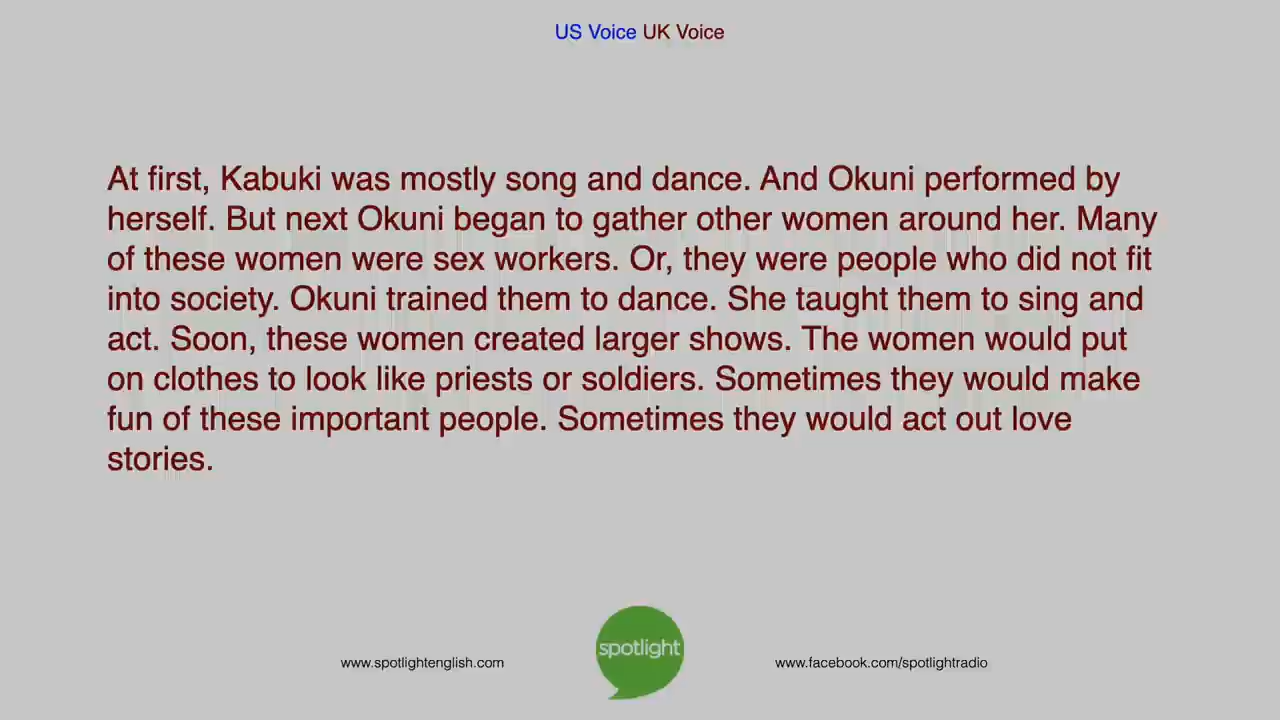 US Voice UK Voice
At first, Kabuki was mostly song and dance. And Okuni performed by
herself. But next Okuni began to gather other women around her. Many
of these women were sex workers. Or, they were people who did not fit
into society. Okuni trained them to dance. She taught them to sing and
act. Soon, these women created larger shows. The women would put
on clothes to look like priests or soldiers. Sometimes they would make
fun of these important people. Sometimes they would act out love
stories.
spotlight
www.spotlightenglish.com
www.facebook.com/spotlightradio